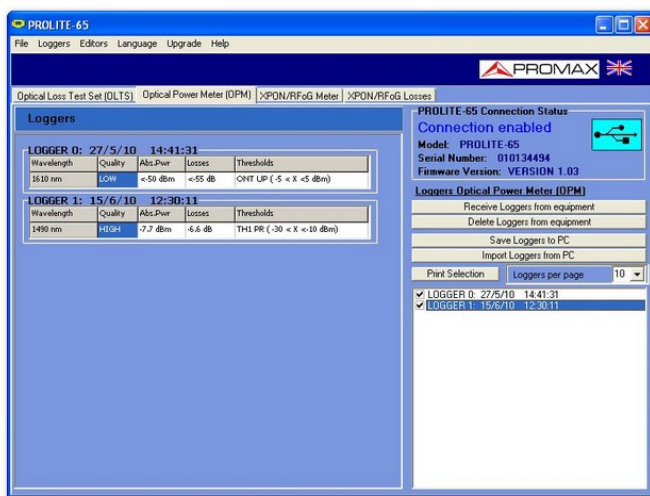 PROLITE-65
File Loggers Editors Language Upgrade Help
PROMAX
Optical Loss Test Set (OLTS) Optical Power Meter (OPM) XPON/RFoG Meter XPON/RFoG Losses
Loggers
LOGGER 0: 27/5/10 14:41:31
Wavelength Quality Abs.Pwr Losses Thresholds
1610 nm LOW <-50 dBm <-55 dB ONT UP ( -5 < X <5 dBm)
LOGGER 1: 15/6/10 12:30:11
Wavelength Quality Abs.Pwr Losses Thresholds
1490 nm HIGH -7.7 dBm -6.6 dB TH1 PR ( -30 < X <-10 dBm)
PROLITE-65 Connection Status
Connection enabled
Model: PROLITE-65
Serial Number: 010134494
Firmware Version: VERSION 1.03
Loggers Optical Power Meter (OPM)
Receive Loggers from equipment
Delete Loggers from equipment
Save Loggers to PC
Import Loggers from PC
Print Selection Loggers per page 10
LOGGER 0: 27/5/10 14:41:31
LOGGER 1: 15/6/10 12:30:11